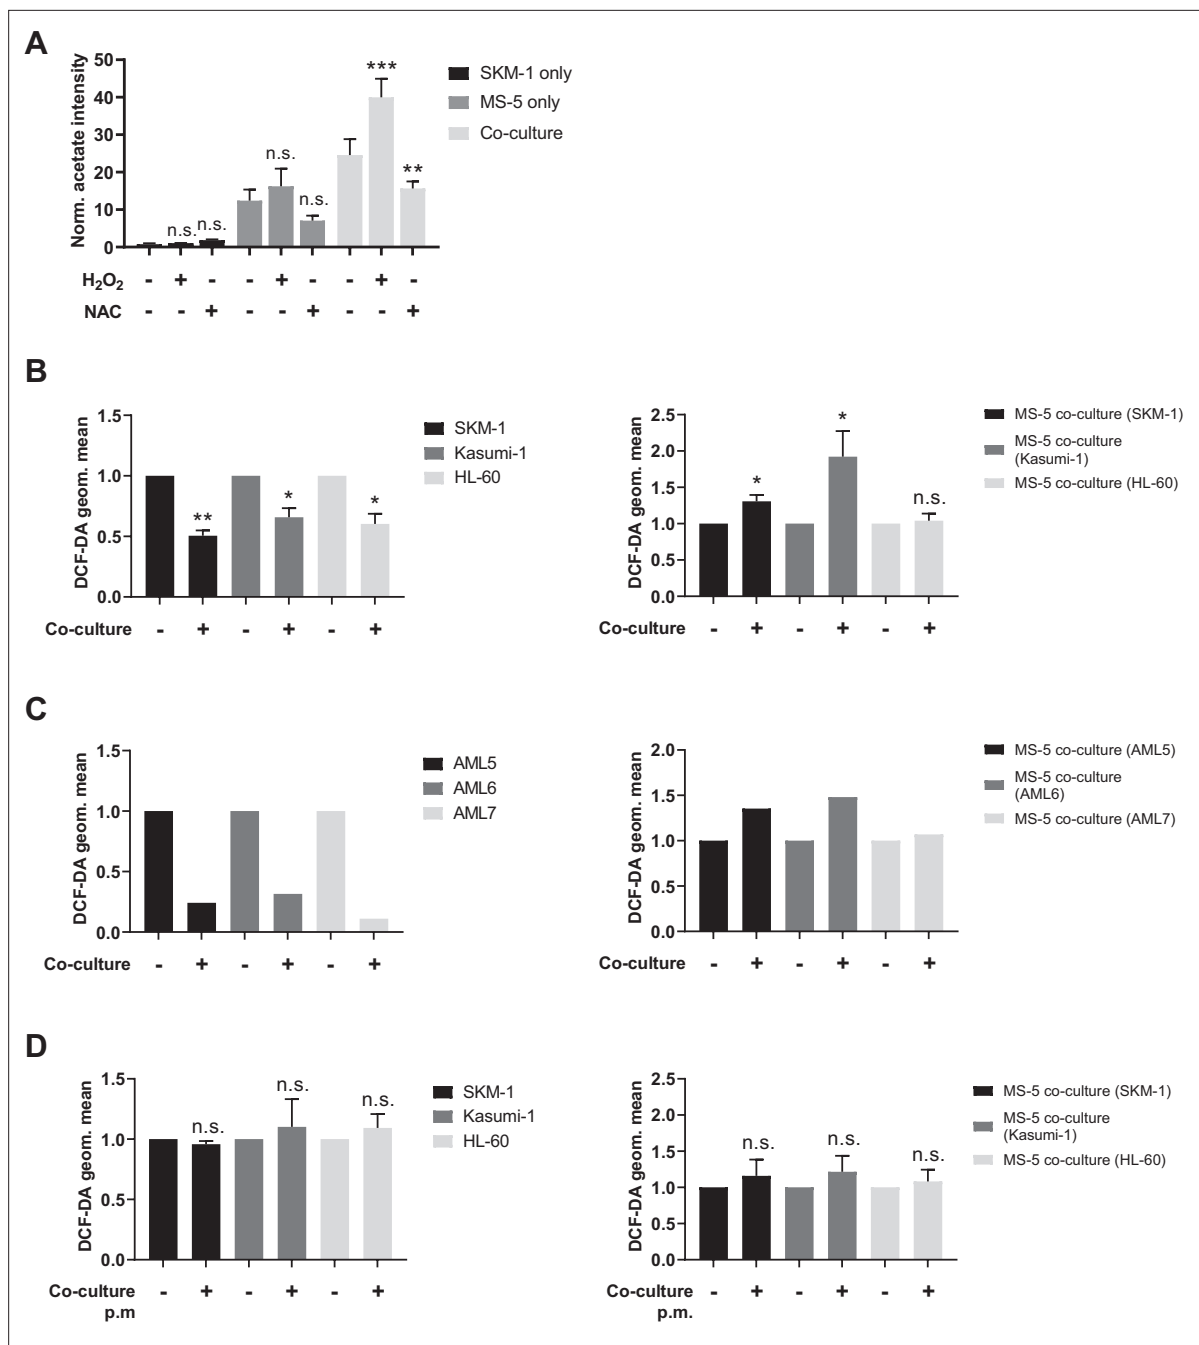 A
Norm. acetate intensity
50
40
30
20
10
0
n.s.
n.s.
n.s.
n.s.
***
**
SKM-1 only
MS-5 only
Co-culture
H₂O₂ - + - - + - - + -
NAC - - + - - + - - +
B
DCF-DA geom. mean
1.5
1.0
0.5
0.0
**
*
*
SKM-1
Kasumi-1
HL-60
Co-culture - + - + - +
DCF-DA geom. mean
2.5
2.0
1.5
1.0
0.5
0.0
*
*
n.s.
MS-5 co-culture (SKM-1)
MS-5 co-culture
(Kasumi-1)
MS-5 co-culture (HL-60)
Co-culture - + - + - +
C
DCF-DA geom. mean
1.5
1.0
0.5
0.0
AML5
AML6
AML7
Co-culture - + - + - +
DCF-DA geom. mean
2.0
1.5
1.0
0.5
0.0
MS-5 co-culture (AML5)
MS-5 co-culture
(AML6)
MS-5 co-culture (AML7)
Co-culture - + - + - +
D
DCF-DA geom. mean
1.5
1.0
0.5
0.0
n.s.
n.s.
n.s.
SKM-1
Kasumi-1
HL-60
Co-culture - + - + - +
p.m
DCF-DA geom. mean
2.5
2.0
1.5
1.0
0.5
0.0
n.s.
n.s.
n.s.
MS-5 co-culture (SKM-1)
MS-5 co-culture
(Kasumi-1)
MS-5 co-culture (HL-60)
Co-culture - + - + - +
p.m.